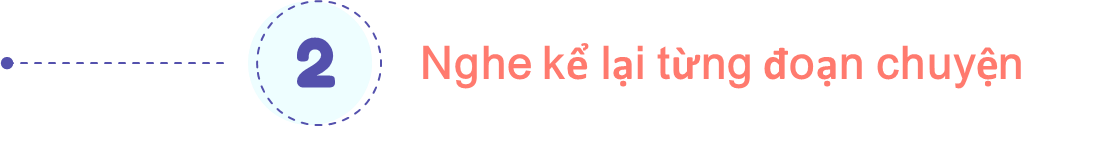 2
Nghe kể lại từng đoạn chuyện